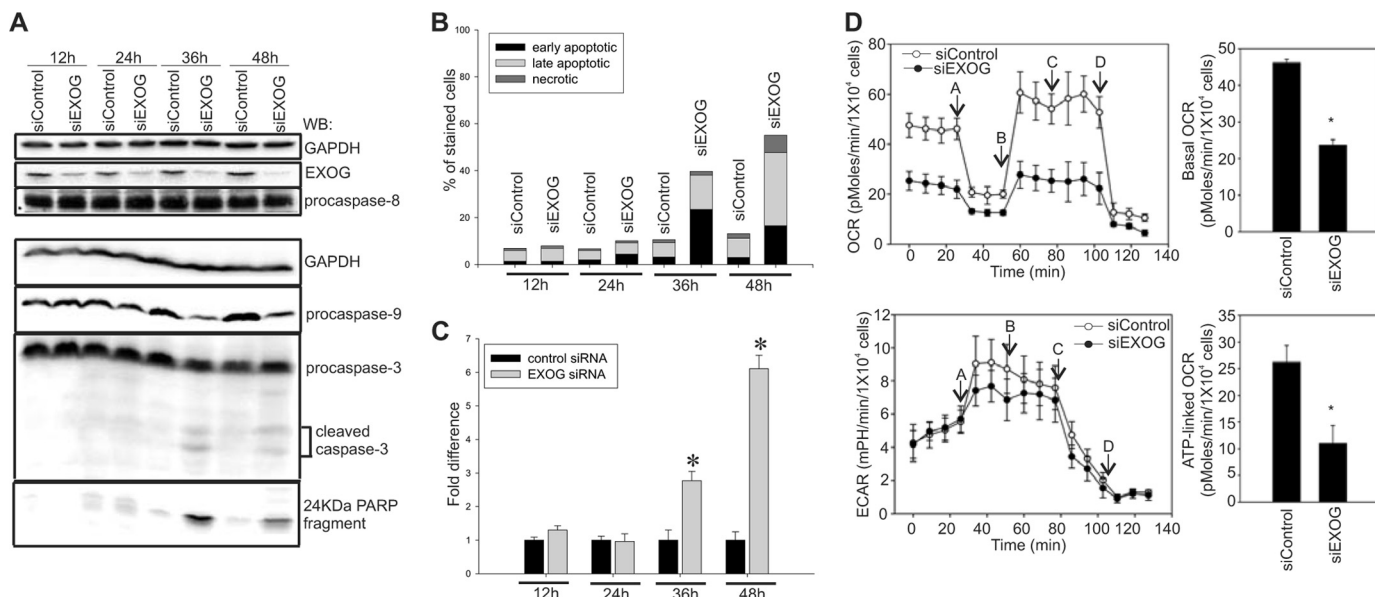 A
12h 24h 36h 48h
siControl siEXOG siControl siEXOG siControl siEXOG siControl siEXOG
WB:
GAPDH
EXOG
procaspase-8
GAPDH
procaspase-9
procaspase-3
cleaved
caspase-3
24KDa PARP
fragment
B
100
80
60
40
20
0
% of stained cells
early apoptotic
late apoptotic
necrotic
siControl siEXOG siControl siEXOG siControl siEXOG siControl siEXOG
12h 24h 36h 48h
C
7
6
5
4
3
2
1
0
Fold difference
control siRNA
EXOG siRNA
* *
12h 24h 36h 48h
D
80
60
40
20
0
OCR (pMoles/min/1X10⁴ cells)
siControl
siEXOG
A B C D
0 20 40 60 80 100 120 140
Time (min)
50
40
30
20
10
0
Basal OCR
(pMoles/min/1X10⁴ cells)
*
siControl siEXOG
12
10
8
6
4
2
0
ECAR (mPH/min/1X10⁴ cells)
siControl
siEXOG
A B C D
0 20 40 60 80 100 120 140
Time (min)
35
30
25
20
15
10
5
0
ATP-linked OCR
(pMoles/min/1X10⁴ cells)
*
siControl siEXOG